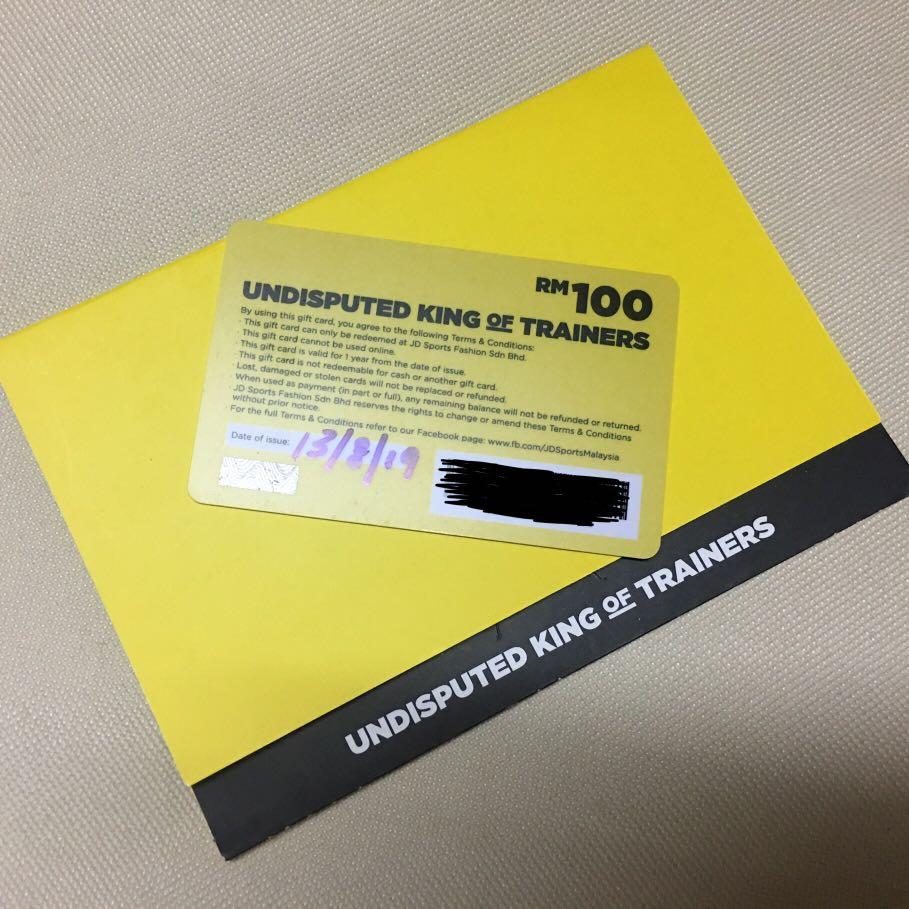 RM100
UNDISPUTED KING OF TRAINERS
By using this gift card, you agree to the following Terms & Conditions:
· This gift card can only be redeemed at JD Sports Fashion Sdn Bhd.
· This gift card cannot be used online.
· This gift card is valid for 1 year from the date of issue.
· This gift card is not redeemable for cash or another gift card.
· Lost, damaged or stolen cards will not be replaced or refunded.
· When used as payment (in part or full), any remaining balance will not be refunded or returned.
· JD Sports Fashion Sdn Bhd reserves the rights to change or amend these Terms & Conditions
without prior notice.
· For the full Terms & Conditions refer to our Facebook page: www.fb.com/JDSportsMalaysia
Date of issue: 13/8/19
UNDISPUTED KING OF TRAINERS